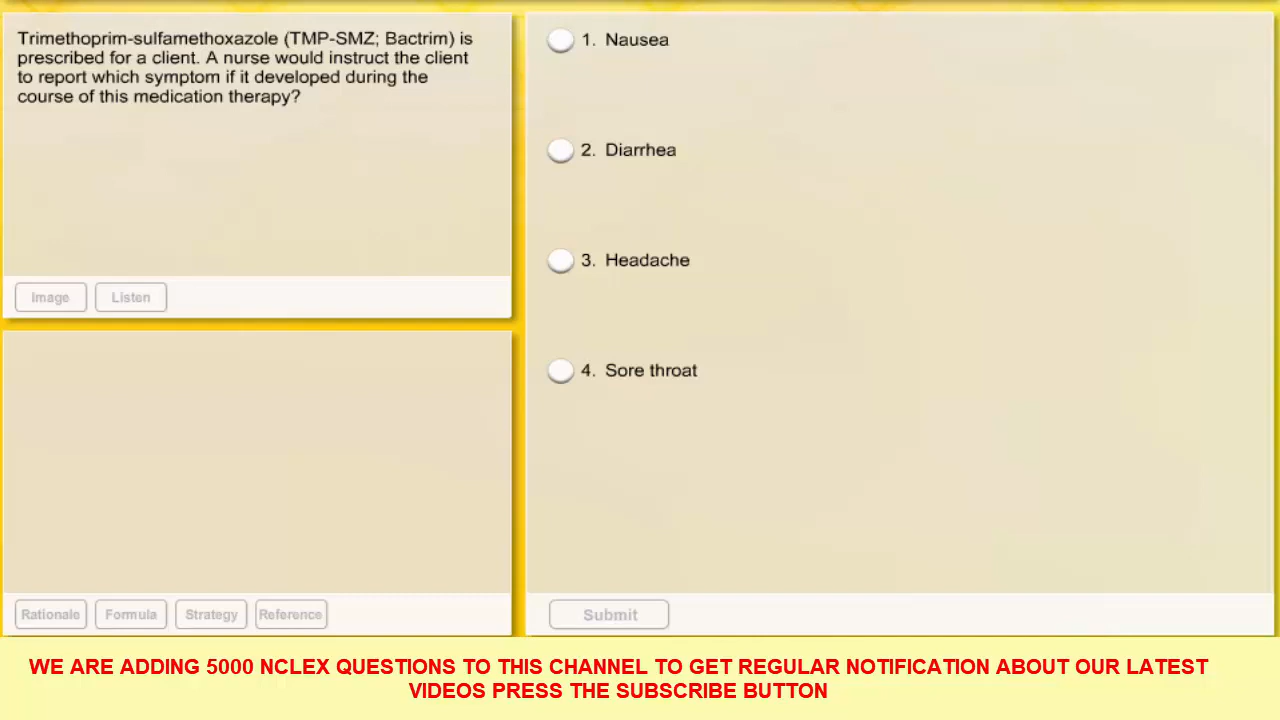 Trimethoprim-sulfamethoxazole (TMP-SMZ; Bactrim) is
prescribed for a client. A nurse would instruct the client
to report which symptom if it developed during the
course of this medication therapy?
Image
Listen
1. Nausea
2. Diarrhea
3. Headache
4. Sore throat
Rationale
Formula
Strategy
Reference
Submit
WE ARE ADDING 5000 NCLEX QUESTIONS TO THIS CHANNEL TO GET REGULAR NOTIFICATION ABOUT OUR LATEST
VIDEOS PRESS THE SUBSCRIBE BUTTON